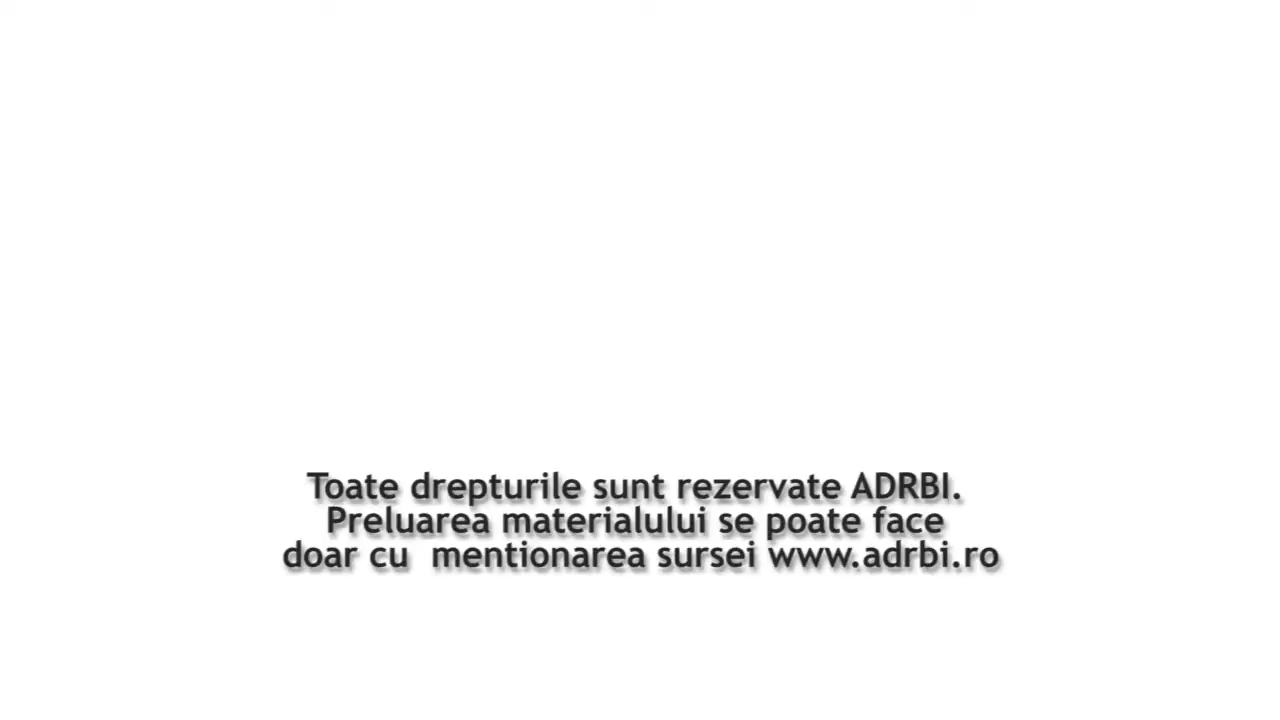 Toate drepturile sunt rezervate ADRBI.
Preluarea materialului se poate face
doar cu mentionarea sursei www.adrbi.ro